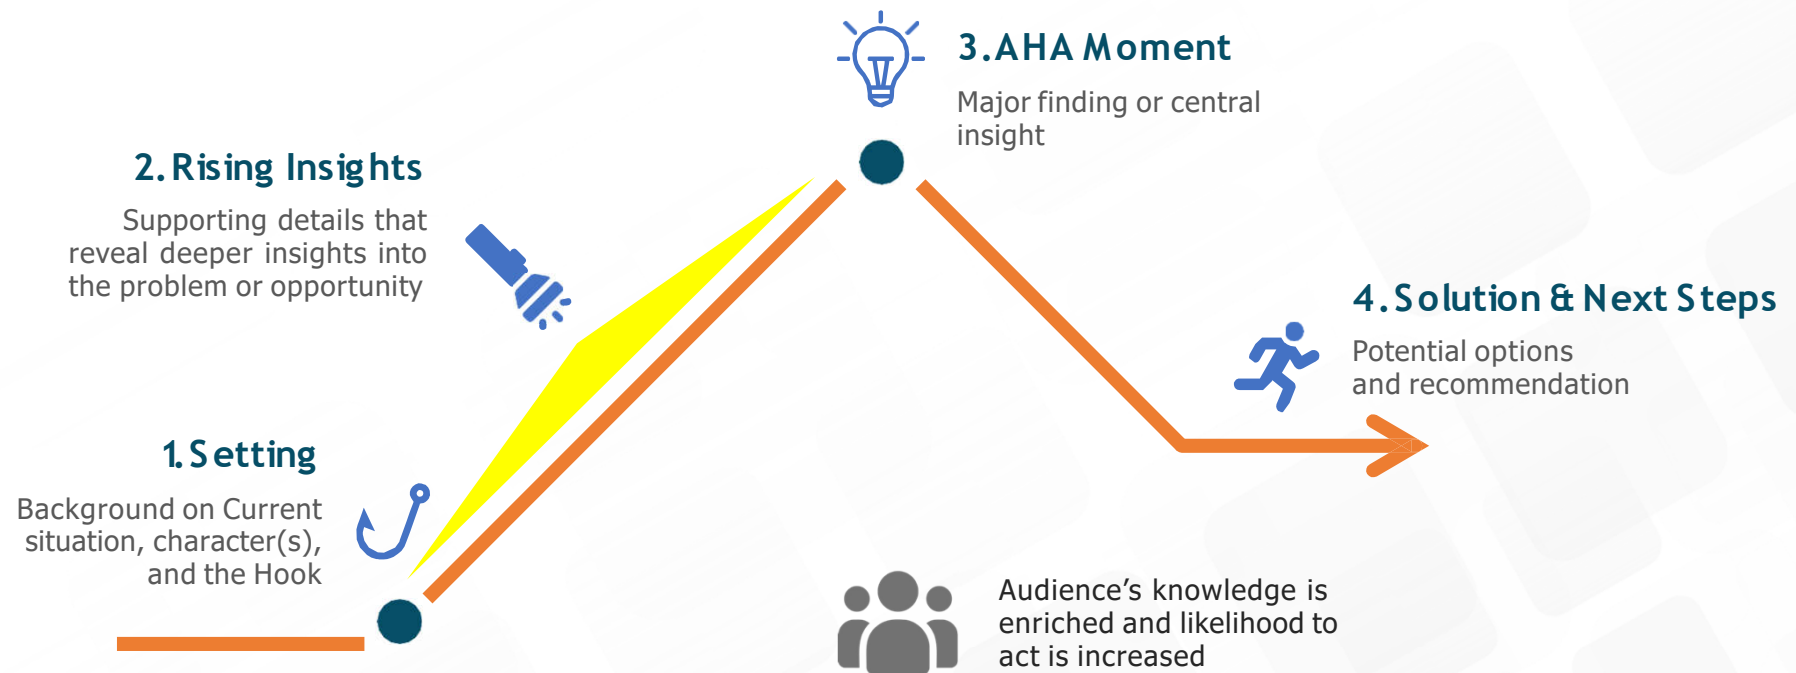 1. Setting
Background on Current
situation, character(s),
and the Hook
2. Rising Insights
Supporting details that
reveal deeper insights into
the problem or opportunity
3. AHA Moment
Major finding or central
insight
4. Solution & Next Steps
Potential options
and recommendation
Audience’s knowledge is
enriched and likelihood to
act is increased